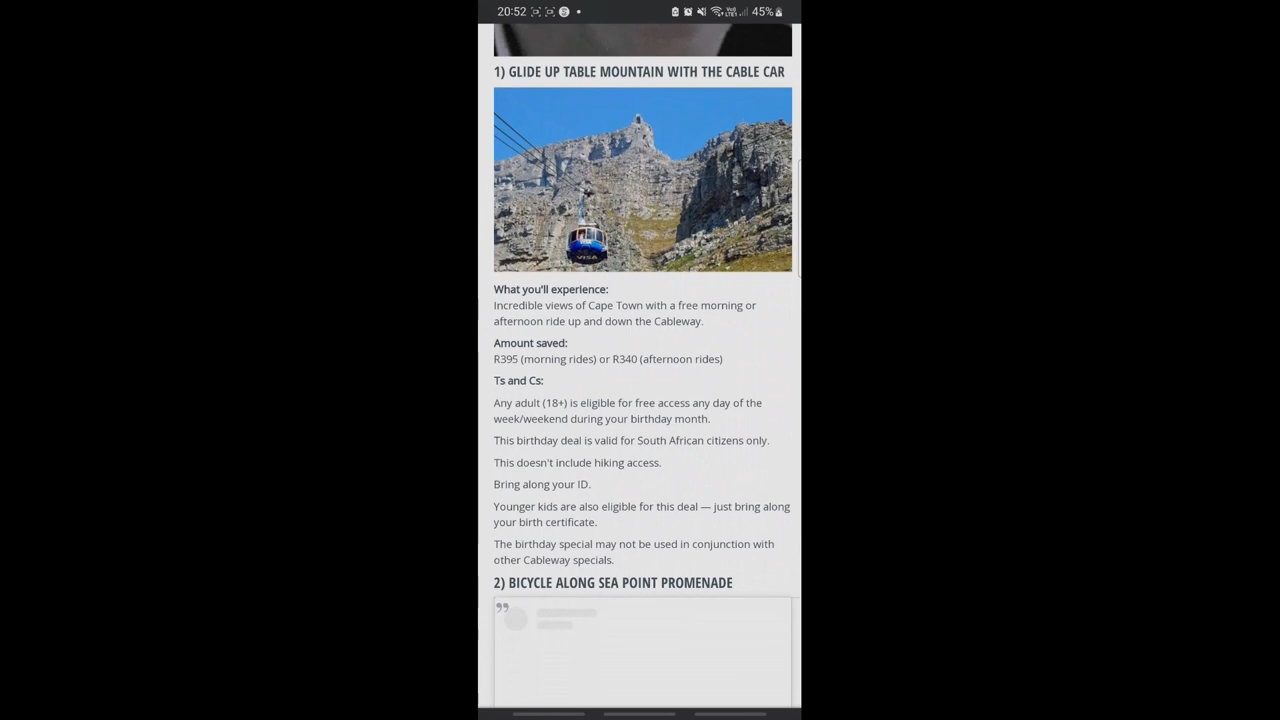 20:52
45%
1) GLIDE UP TABLE MOUNTAIN WITH THE CABLE CAR
VISA
What you'll experience:
Incredible views of Cape Town with a free morning or
afternoon ride up and down the Cableway.
Amount saved:
R395 (morning rides) or R340 (afternoon rides)
Ts and Cs:
Any adult (18+) is eligible for free access any day of the
week/weekend during your birthday month.
This birthday deal is valid for South African citizens only.
This doesn't include hiking access.
Bring along your ID.
Younger kids are also eligible for this deal — just bring along
your birth certificate.
The birthday special may not be used in conjunction with
other Cableway specials.
2) BICYCLE ALONG SEA POINT PROMENADE